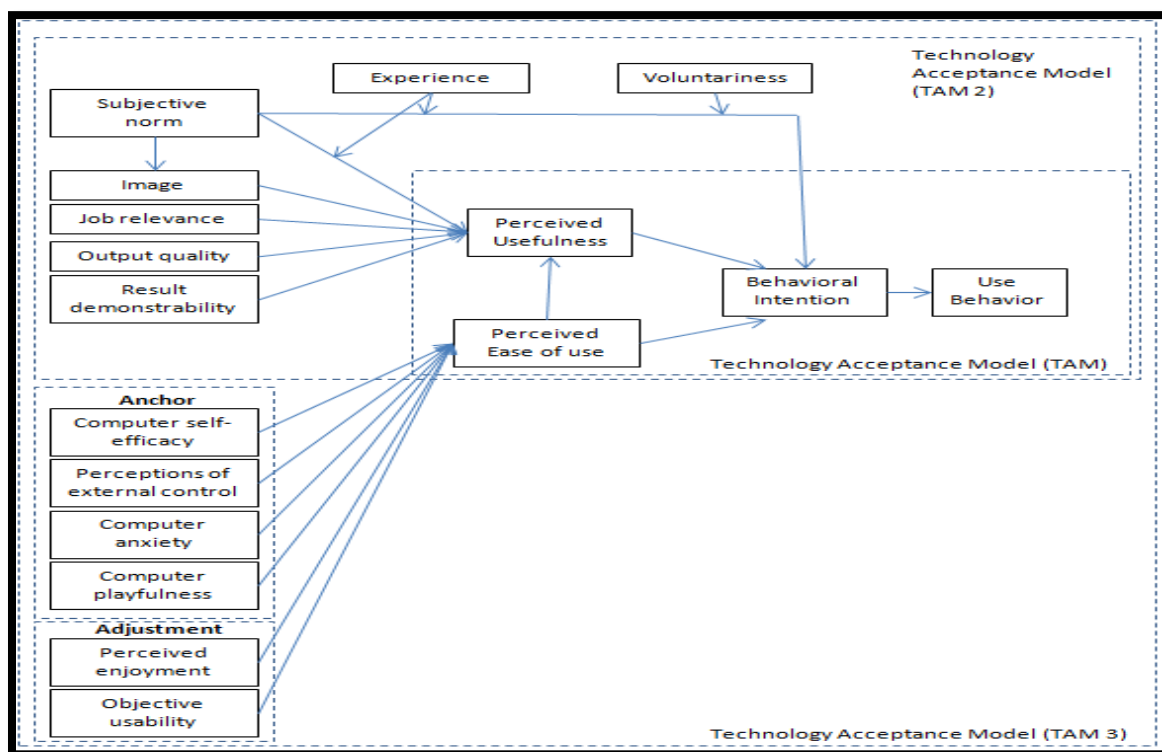 Technology
Acceptance Model
(TAM 2)
Experience
Voluntariness
Subjective
norm
Image
Job relevance
Output quality
Result
demonstrability
Perceived
Usefulness
Behavioral
Intention
Use
Behavior
Perceived
Ease of use
Technology Acceptance Model (TAM)
Anchor
Computer self-
efficacy
Perceptions of
external control
Computer
anxiety
Computer
playfulness
Adjustment
Perceived
enjoyment
Objective
usability
Technology Acceptance Model (TAM 3)